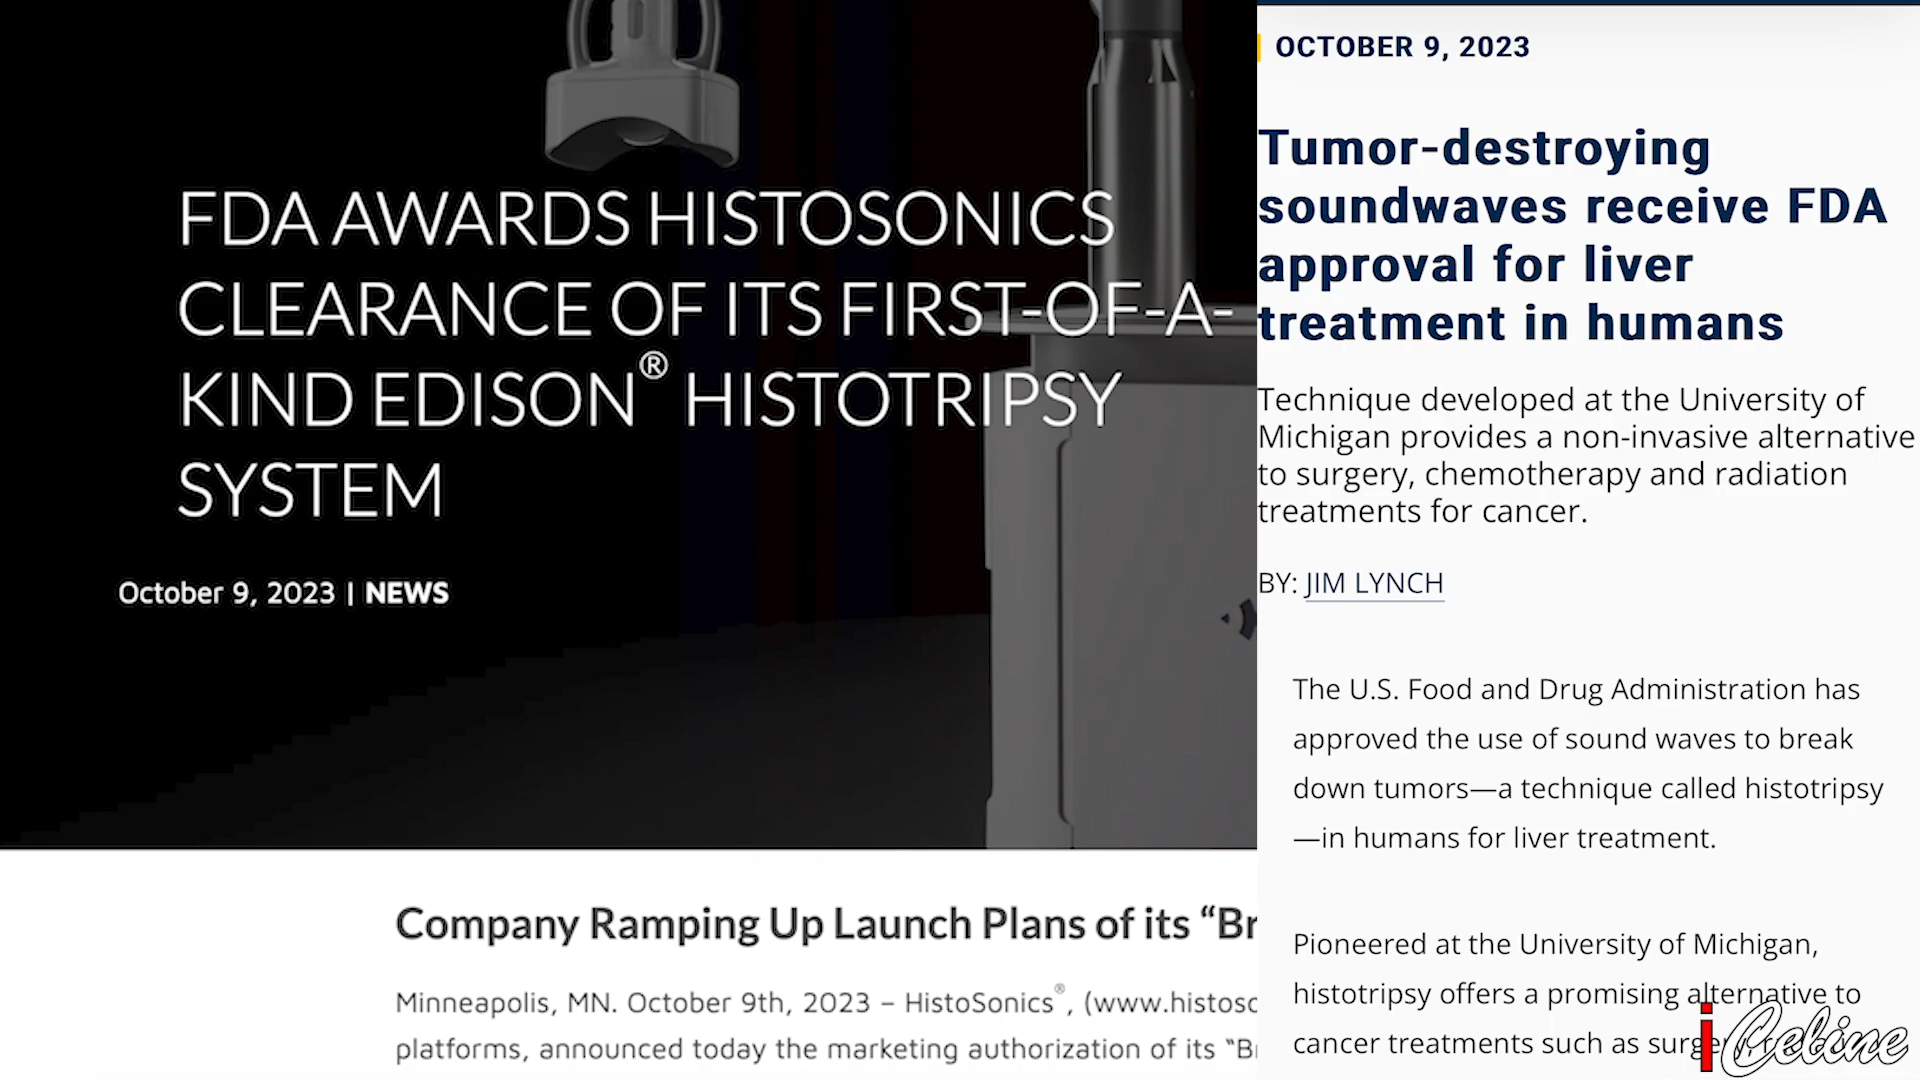 FDA AWARDS HISTOSONICS
CLEARANCE OF ITS FIRST-OF-A-
KIND EDISON® HISTOTRIPSY
SYSTEM
October 9, 2023 | NEWS
Company Ramping Up Launch Plans of its “Br
Minneapolis, MN. October 9th, 2023 – HistoSonics®, (www.histoso
platforms, announced today the marketing authorization of its “Br
OCTOBER 9, 2023
Tumor-destroying
soundwaves receive FDA
approval for liver
treatment in humans
Technique developed at the University of
Michigan provides a non-invasive alternative
to surgery, chemotherapy and radiation
treatments for cancer.
BY: JIM LYNCH
The U.S. Food and Drug Administration has
approved the use of sound waves to break
down tumors—a technique called histotripsy
—in humans for liver treatment.
Pioneered at the University of Michigan,
histotripsy offers a promising alternative to
cancer treatments such as
iCeline